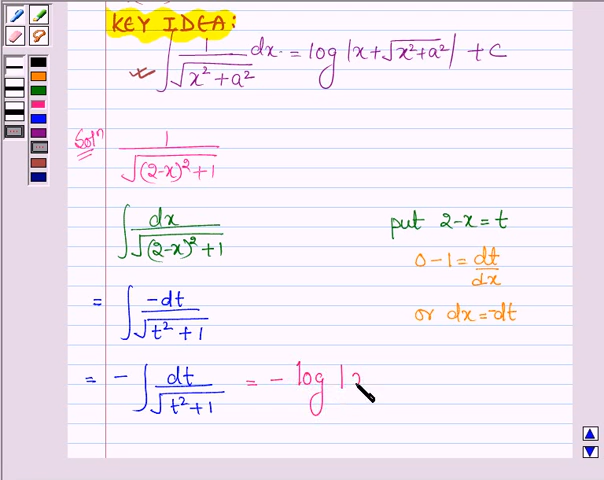 KEY IDEA:
∫ 1/√(x² + a²) dx = log |x + √(x² + a²)| + C
Solⁿ
1/√((2-x)² + 1)
∫ dx/√((2-x)² + 1)
put 2-x = t
0 - 1 = dt/dx
= ∫ -dt/√(t² + 1)
or dx = -dt
= - ∫ dt/√(t² + 1) = - log |